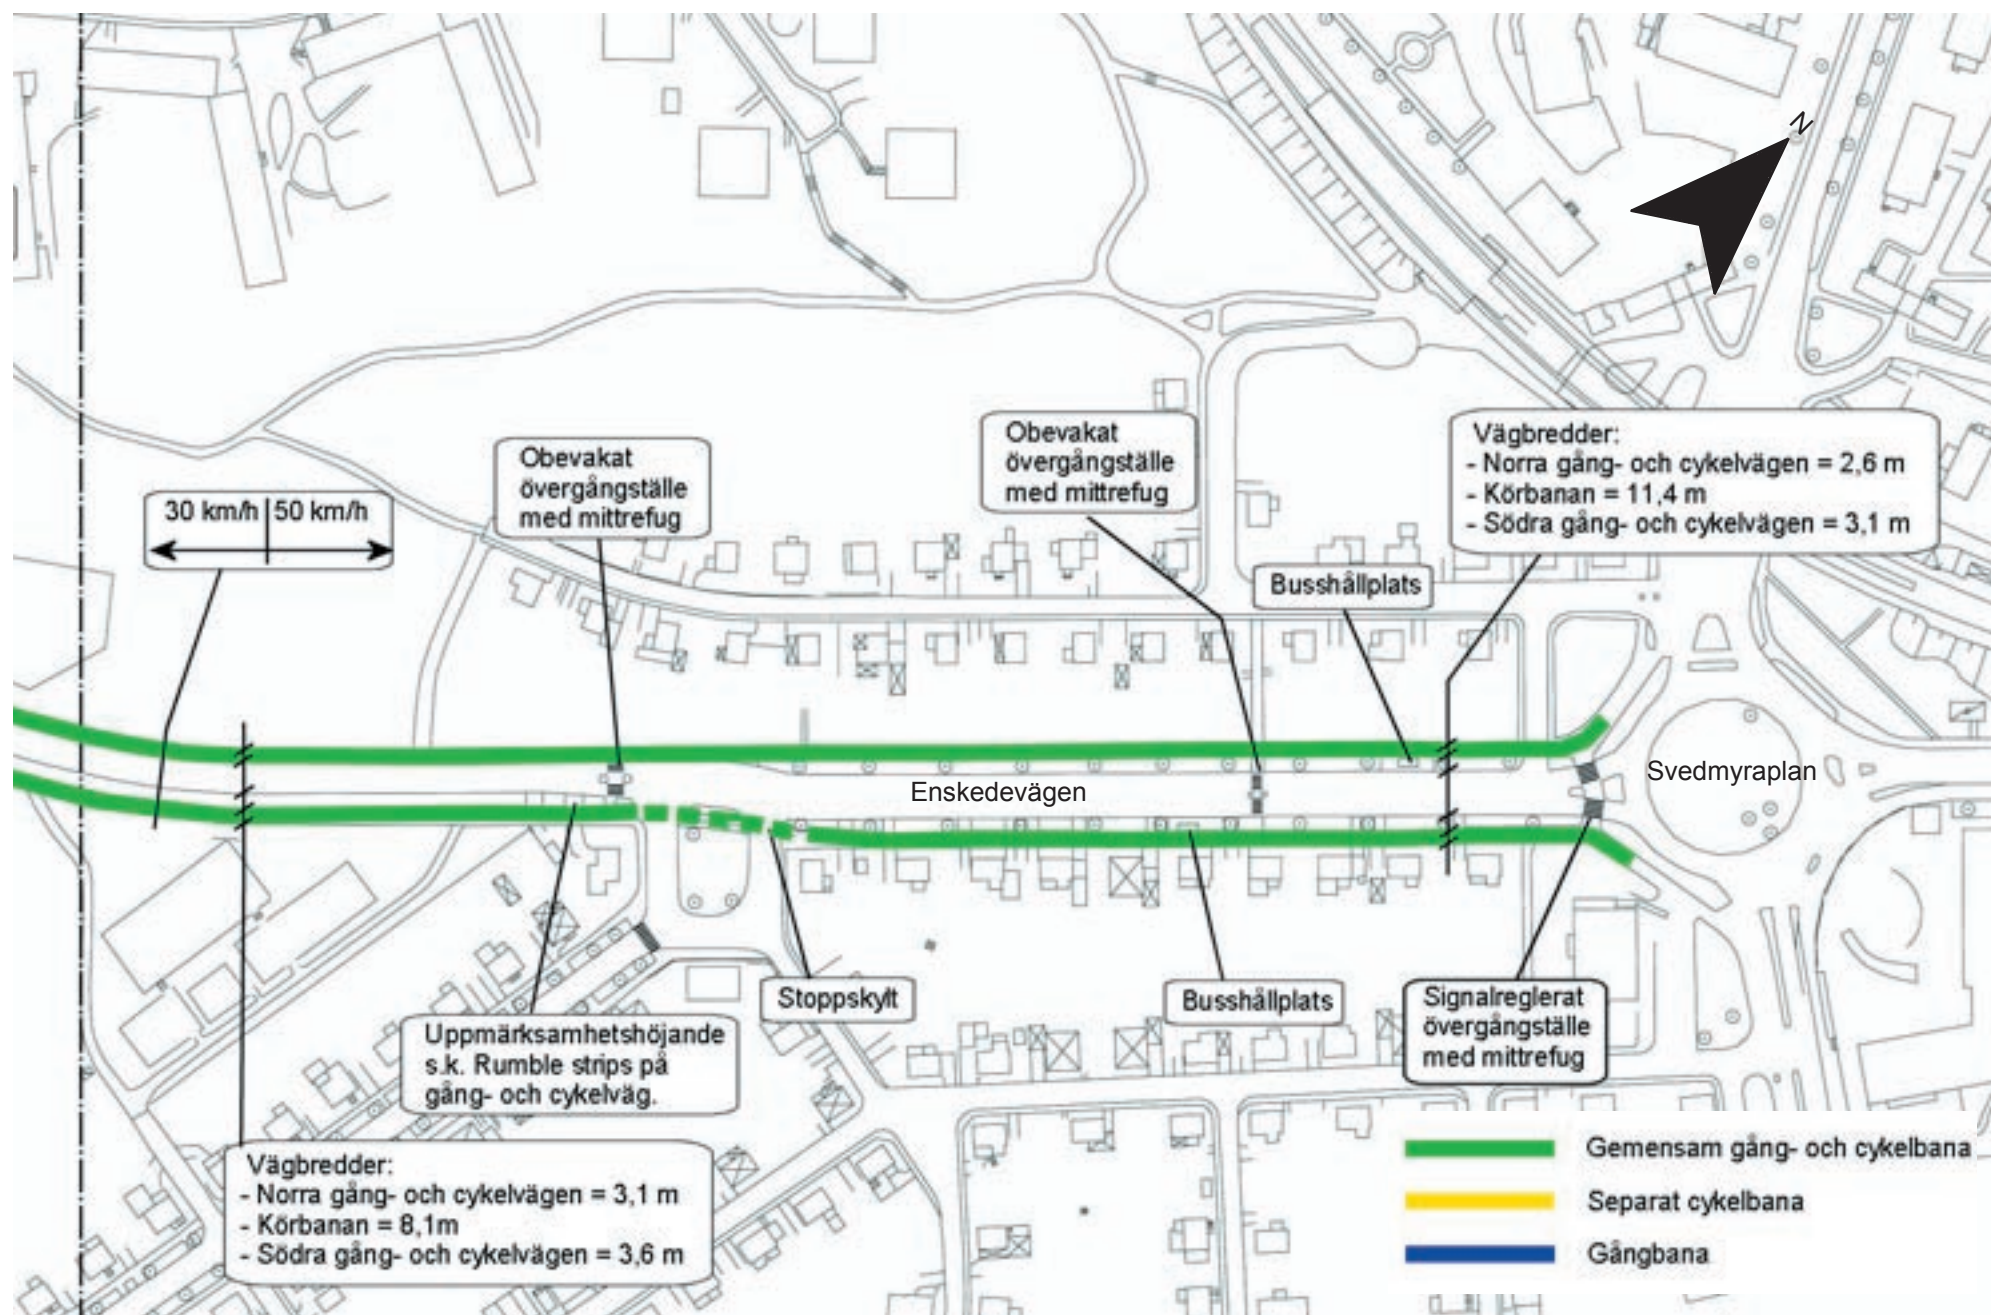 N
Obevakat
övergångställe
med mittrefug
Obevakat
övergångställe
med mittrefug
Vägbredder:
- Norra gång- och cykelvägen = 2,6 m
- Körbanan = 11,4 m
- Södra gång- och cykelvägen = 3,1 m
30 km/h 50 km/h
Busshållplats
Enskedevägen
Svedmyraplan
Stoppskylt
Busshållplats
Signalreglerat
övergångställe
med mittrefug
Uppmärksamhetshöjande
s.k. Rumble strips på
gång- och cykelväg.
Vägbredder:
- Norra gång- och cykelvägen = 3,1 m
- Körbanan = 8,1m
- Södra gång- och cykelvägen = 3,6 m
Gemensam gång- och cykelbana
Separat cykelbana
Gångbana